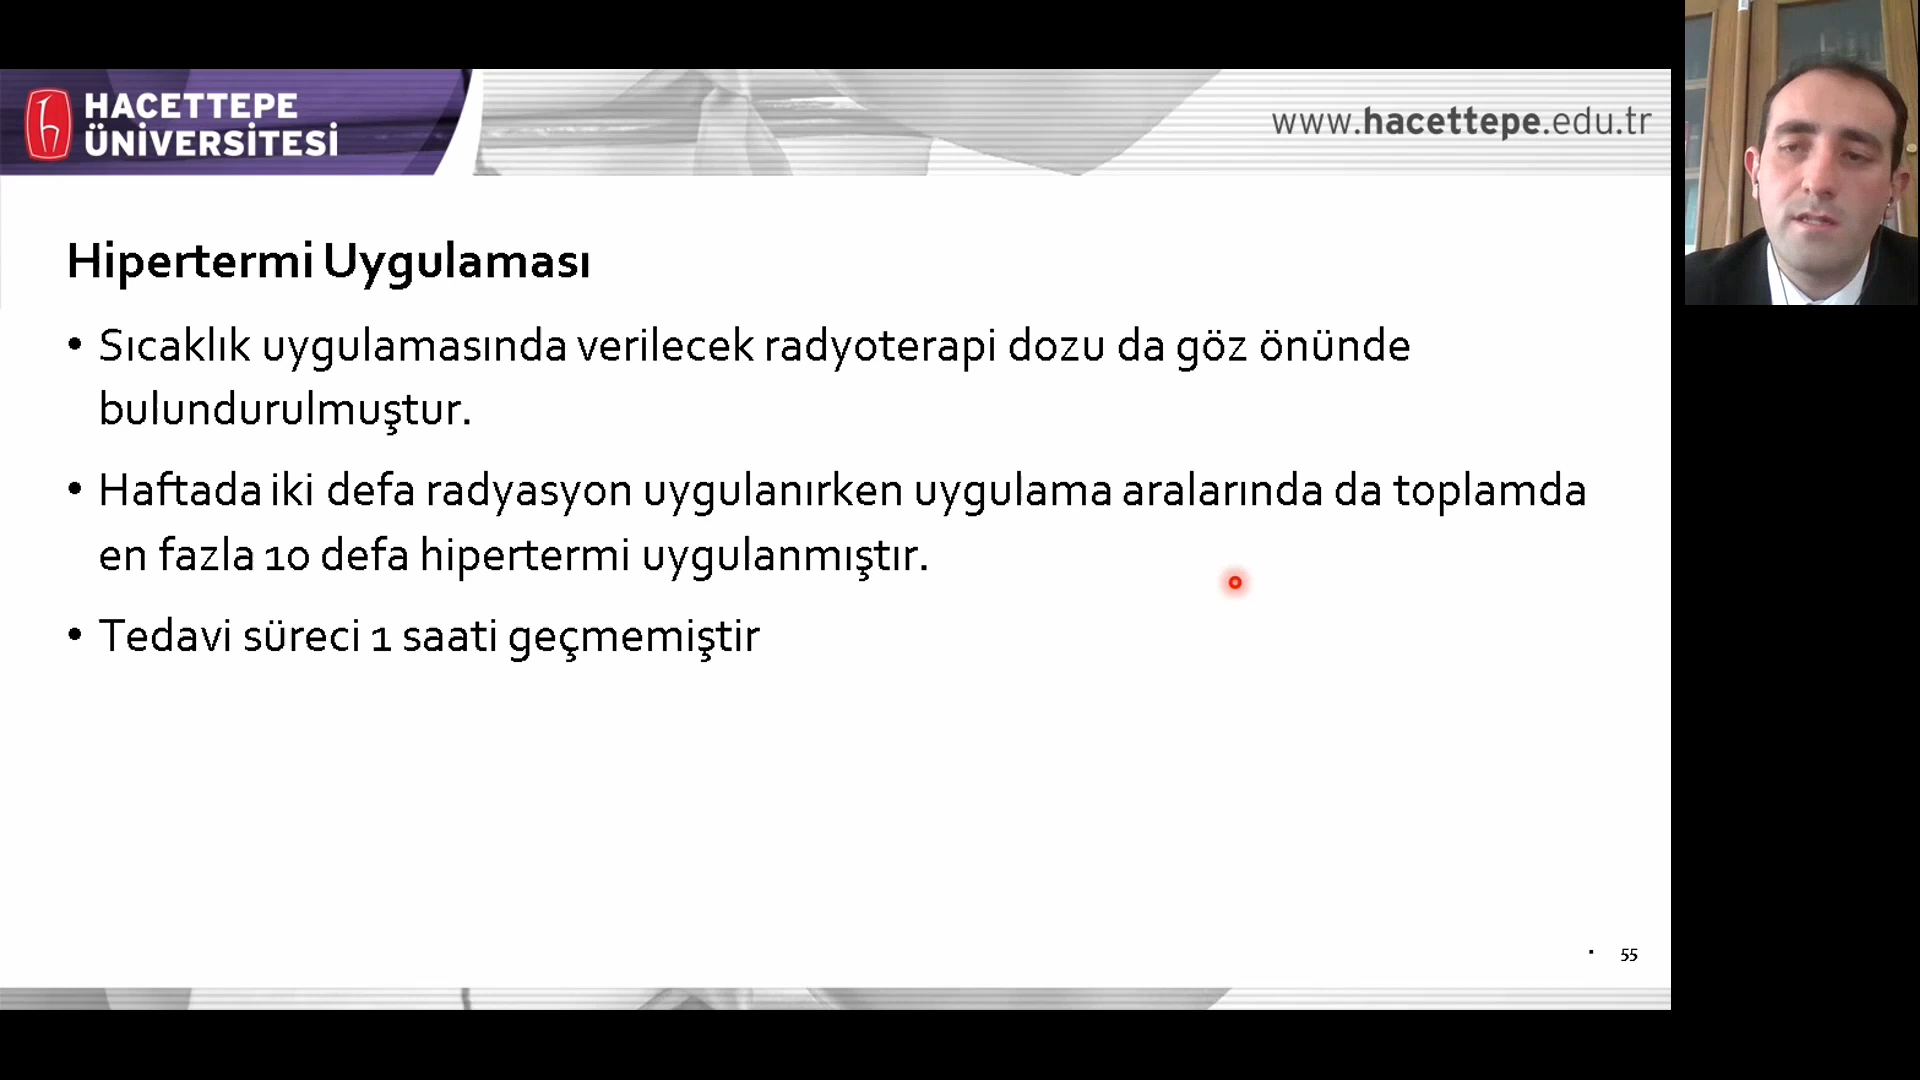 HACETTEPE
ÜNİVERSİTESİ
www.hacettepe.edu.tr
Hipertermi Uygulaması
• Sıcaklık uygulamasında verilecek radyoterapi dozu da göz önünde
bulundurulmuştur.
• Haftada iki defa radyasyon uygulanırken uygulama aralarında da toplamda
en fazla 10 defa hipertermi uygulanmıştır.
• Tedavi süreci 1 saati geçmemiştir
• 55